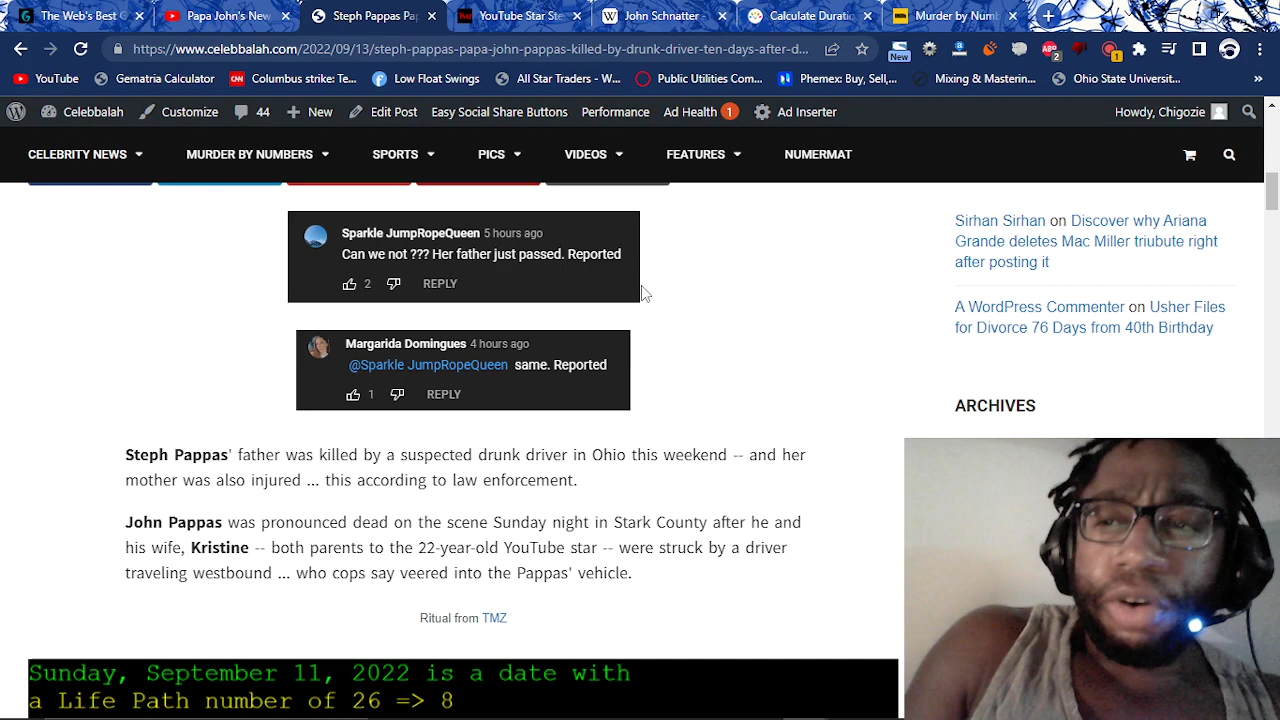 The Web's Best G
Papa John's New
Steph Pappas Pap
YouTube Star Ste
John Schnatter -
Calculate Duratio
Murder by Numb
https://www.celebbalah.com/2022/09/13/steph-pappas-papa-john-pappas-killed-by-drunk-driver-ten-days-after-d...
New
2
1
YouTube
Gematria Calculator
Columbus strike: Te...
Low Float Swings
All Star Traders - W...
Public Utilities Com...
Phemex: Buy, Sell,...
Mixing & Masterin...
Ohio State Universit...
»
Celebbalah
Customize
44
New
Edit Post
Easy Social Share Buttons
Performance
Ad Health 1
Ad Inserter
Howdy, Chigozie
CELEBRITY NEWS
MURDER BY NUMBERS
SPORTS
PICS
VIDEOS
FEATURES
NUMERMAT
Sparkle JumpRopeQueen 5 hours ago
Can we not ??? Her father just passed. Reported
2 REPLY
Margarida Domingues 4 hours ago
@Sparkle JumpRopeQueen same. Reported
1 REPLY
Steph Pappas' father was killed by a suspected drunk driver in Ohio this weekend -- and her
mother was also injured ... this according to law enforcement.
John Pappas was pronounced dead on the scene Sunday night in Stark County after he and
his wife, Kristine -- both parents to the 22-year-old YouTube star -- were struck by a driver
traveling westbound ... who cops say veered into the Pappas' vehicle.
Ritual from TMZ
Sunday, September 11, 2022 is a date with
a Life Path number of 26 => 8
Sirhan Sirhan on Discover why Ariana
Grande deletes Mac Miller triubute right
after posting it
A WordPress Commenter on Usher Files
for Divorce 76 Days from 40th Birthday
ARCHIVES